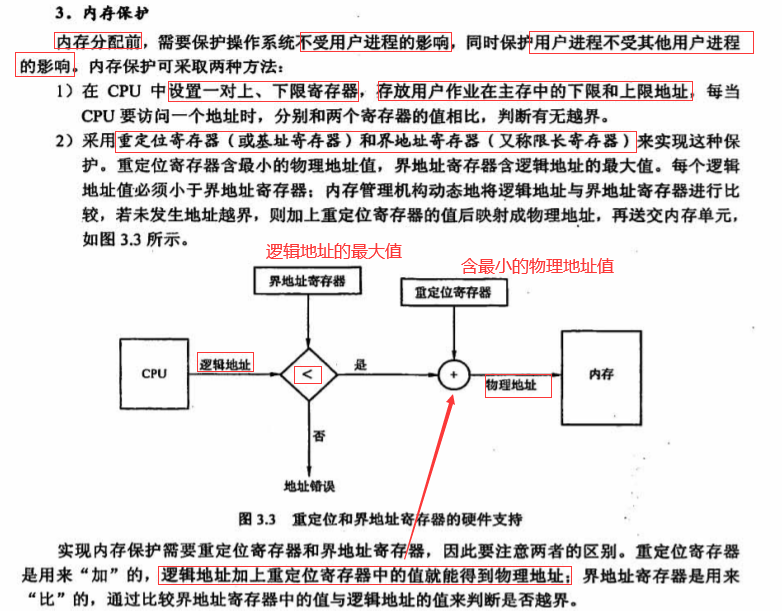 3．内存保护
内存分配前，需要保护操作系统不受用户进程的影响，同时保护用户进程不受其他用户进程
的影响。内存保护可采取两种方法：
1）在 CPU 中设置一对上、下限寄存器，存放用户作业在主存中的下限和上限地址，每当
CPU 要访问一个地址时，分别和两个寄存器的值相比，判断有无越界。
2）采用重定位寄存器（或基址寄存器）和界地址寄存器（又称限长寄存器）来实现这种保
护。重定位寄存器含最小的物理地址值，界地址寄存器含逻辑地址的最大值。每个逻辑
地址值必须小于界地址寄存器；内存管理机构动态地将逻辑地址与界地址寄存器进行比
较，若未发生地址越界，则加上重定位寄存器的值后映射成物理地址，再送交内存单元，
如图 3.3 所示。
逻辑地址的最大值
含最小的物理地址值
界地址寄存器
重定位寄存器
CPU
逻辑地址
<
是
+
物理地址
内存
否
地址错误
图 3.3 重定位和界地址寄存器的硬件支持
实现内存保护需要重定位寄存器和界地址寄存器，因此要注意两者的区别。重定位寄存器
是用来“加”的，逻辑地址加上重定位寄存器中的值就能得到物理地址；界地址寄存器是用来
“比”的，通过比较界地址寄存器中的值与逻辑地址的值来判断是否越界。